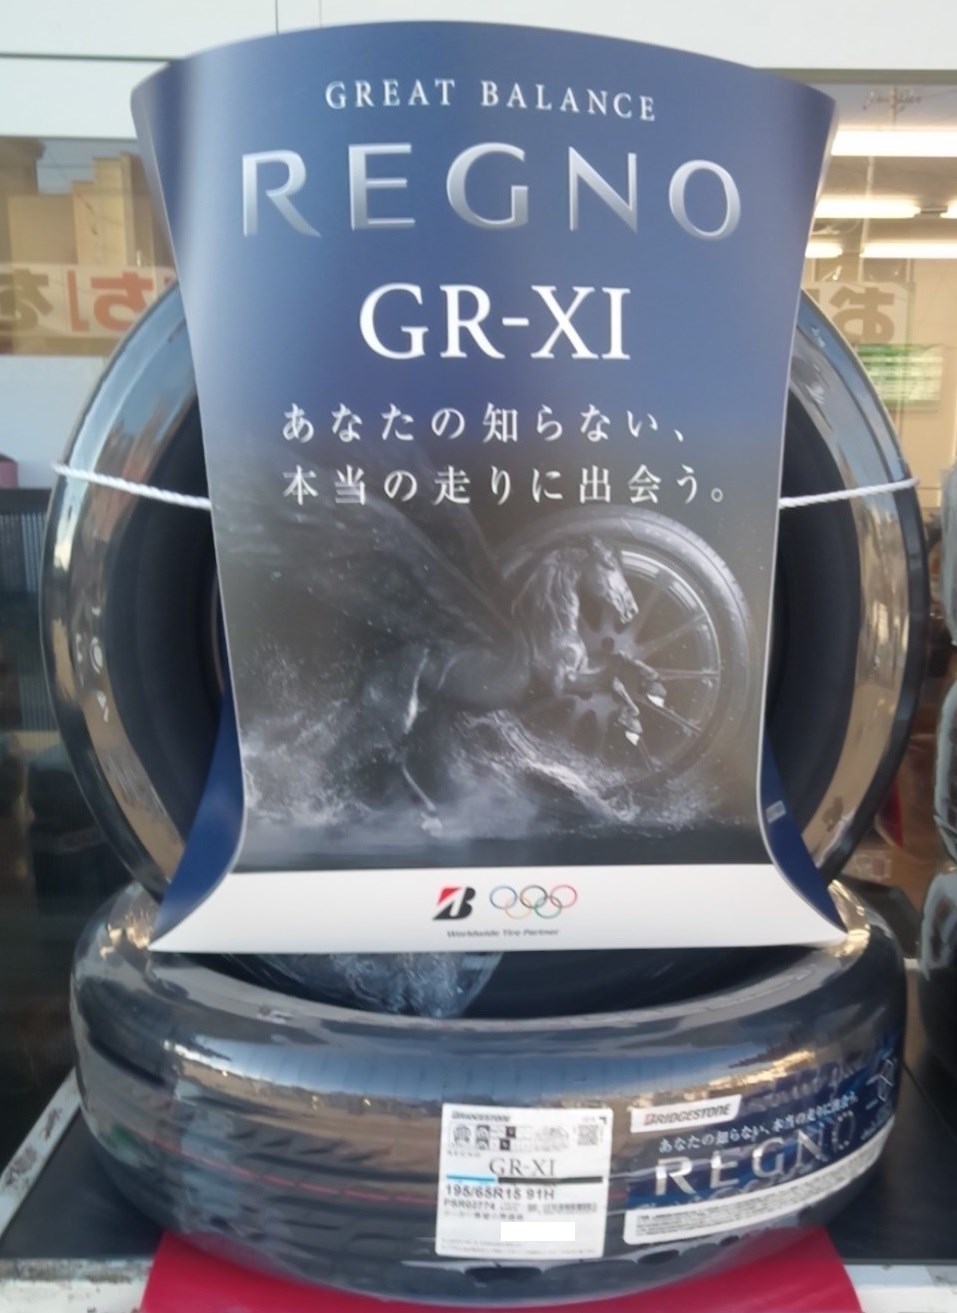 GREAT BALANCE
REGNO
GR-XI
あなたの知らない、
本当の走りに出会う。
Worldwide Tire Partner
BRIDGESTONE
REGNO
GR-XI
195/65R15 91H
PSR02774
BRIDGESTONE
あなたの知らない、本当の走りに出会う。
REGNO